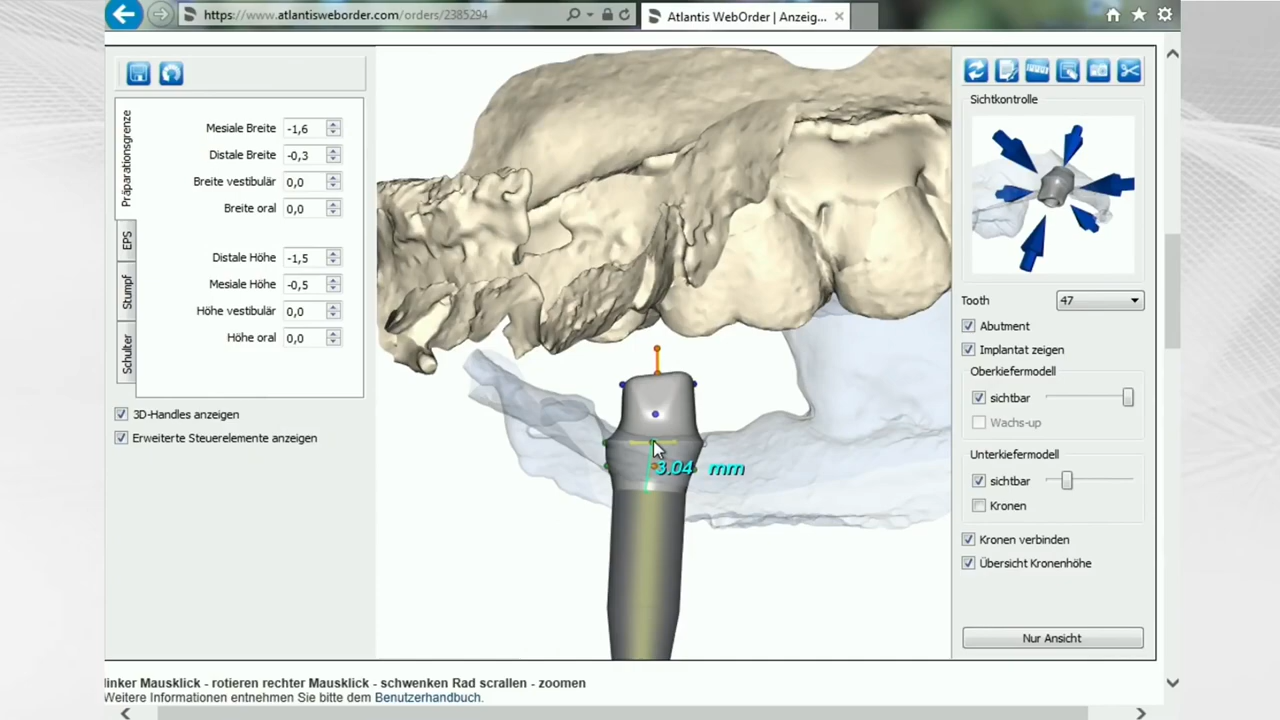 https://www.atlantisweborder.com/orders/2385294
Atlantis WebOrder | Anzeig...
Präparationsgrenze
EPS
Stumpf
Schulter
Mesiale Breite -1,6
Distale Breite -0,3
Breite vestibulär 0,0
Breite oral 0,0
Distale Höhe -1,5
Mesiale Höhe -0,5
Höhe vestibulär 0,0
Höhe oral 0,0
3D-Handles anzeigen
Erweiterte Steuerelemente anzeigen
3.04 mm
Sichtkontrolle
Tooth 47
Abutment
Implantat zeigen
Oberkiefermodell
sichtbar
Wachs-up
Unterkiefermodell
sichtbar
Kronen
Kronen verbinden
Übersicht Kronenhöhe
Nur Ansicht
linker Mausklick - rotieren rechter Mausklick - schwenken Rad scrallen - zoomen
Weitere Informationen entnehmen Sie bitte dem Benutzerhandbuch.